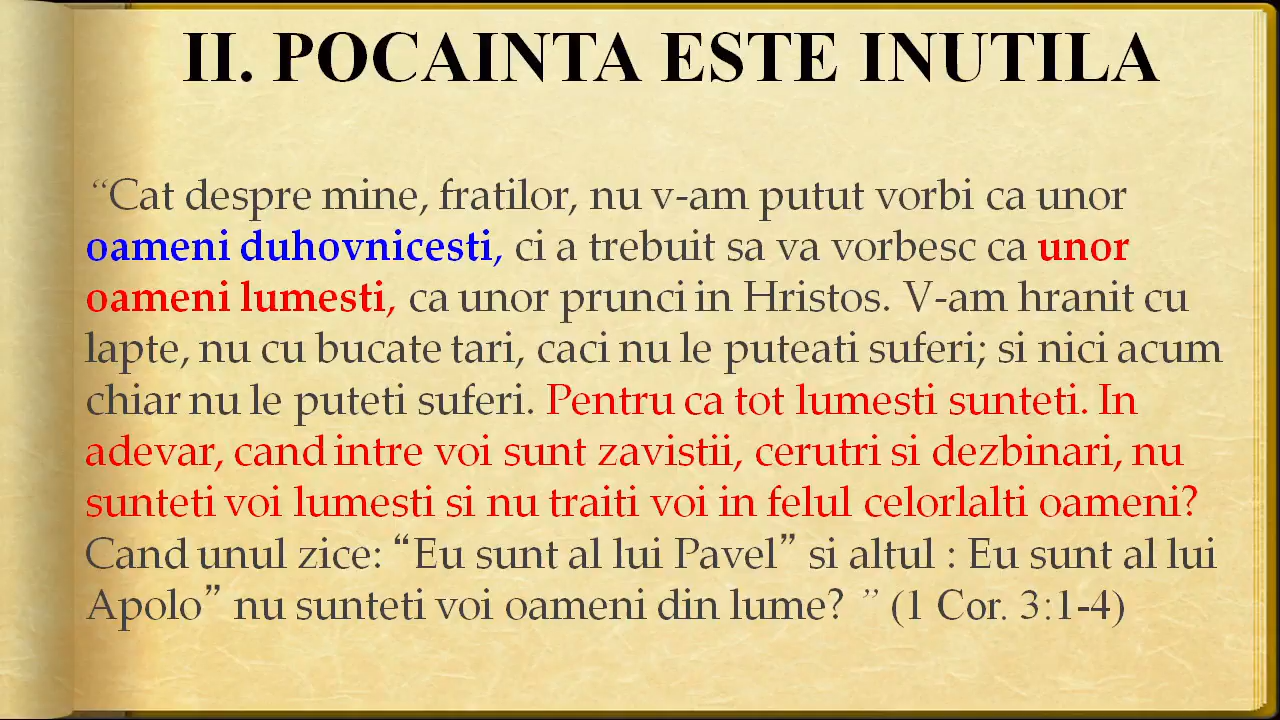 II. POCAINTA ESTE INUTILA
“Cat despre mine, fratilor, nu v-am putut vorbi ca unor
oameni duhovnicesti, ci a trebuit sa va vorbesc ca unor
oameni lumesti, ca unor prunci in Hristos. V-am hranit cu
lapte, nu cu bucate tari, caci nu le puteati suferi; si nici acum
chiar nu le puteti suferi. Pentru ca tot lumesti sunteti. In
adevar, cand intre voi sunt zavistii, cerutri si dezbinari, nu
sunteti voi lumesti si nu traiti voi in felul celorlalti oameni?
Cand unul zice: “Eu sunt al lui Pavel” si altul : Eu sunt al lui
Apolo” nu sunteti voi oameni din lume? ” (1 Cor. 3:1-4)